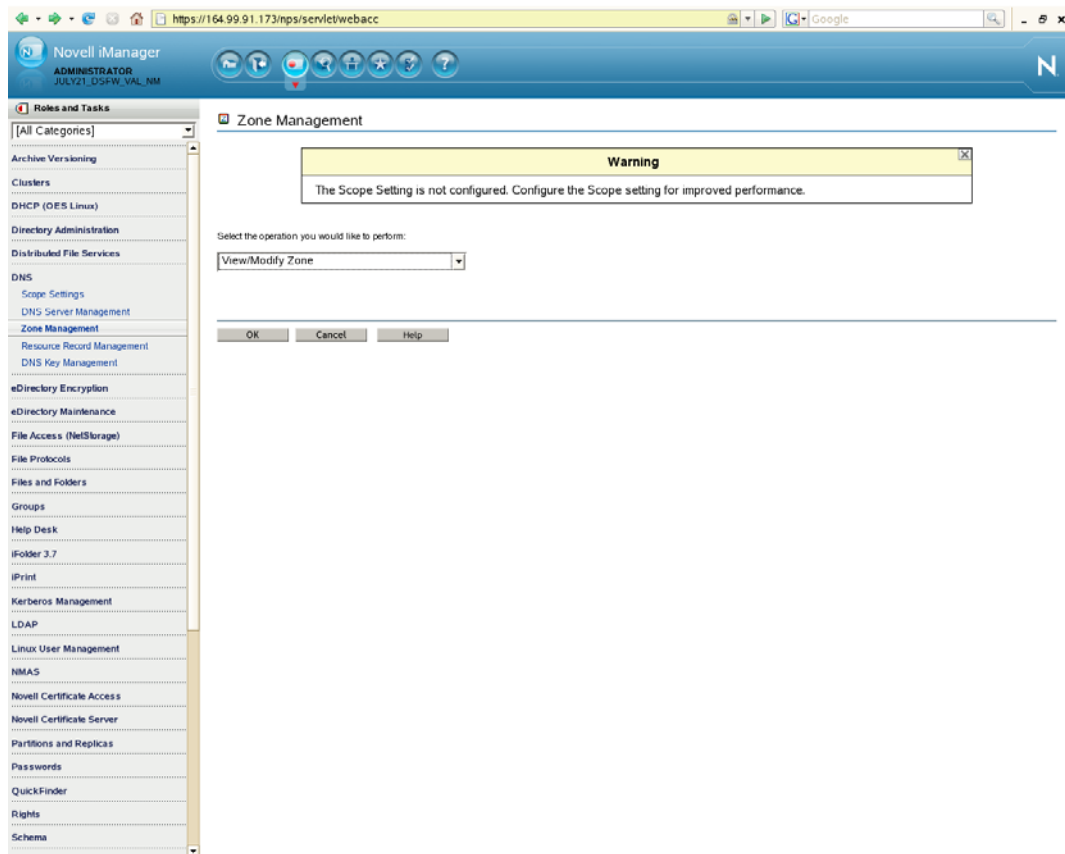 https://164.99.91.173/nps/servlet/webacc
G Google
Novell iManager
ADMINISTRATOR
JULY21_DSFW_VAL_NM
N
N
Roles and Tasks
[All Categories]
Archive Versioning
Clusters
DHCP (OES Linux)
Directory Administration
Distributed File Services
DNS
Scope Settings
DNS Server Management
Zone Management
Resource Record Management
DNS Key Management
eDirectory Encryption
eDirectory Maintenance
File Access (NetStorage)
File Protocols
Files and Folders
Groups
Help Desk
iFolder 3.7
iPrint
Kerberos Management
LDAP
Linux User Management
NMAS
Novell Certificate Access
Novell Certificate Server
Partitions and Replicas
Passwords
QuickFinder
Rights
Schema
Zone Management
Warning
The Scope Setting is not configured. Configure the Scope setting for improved performance.
Select the operation you would like to perform:
View/Modify Zone
OK Cancel Help